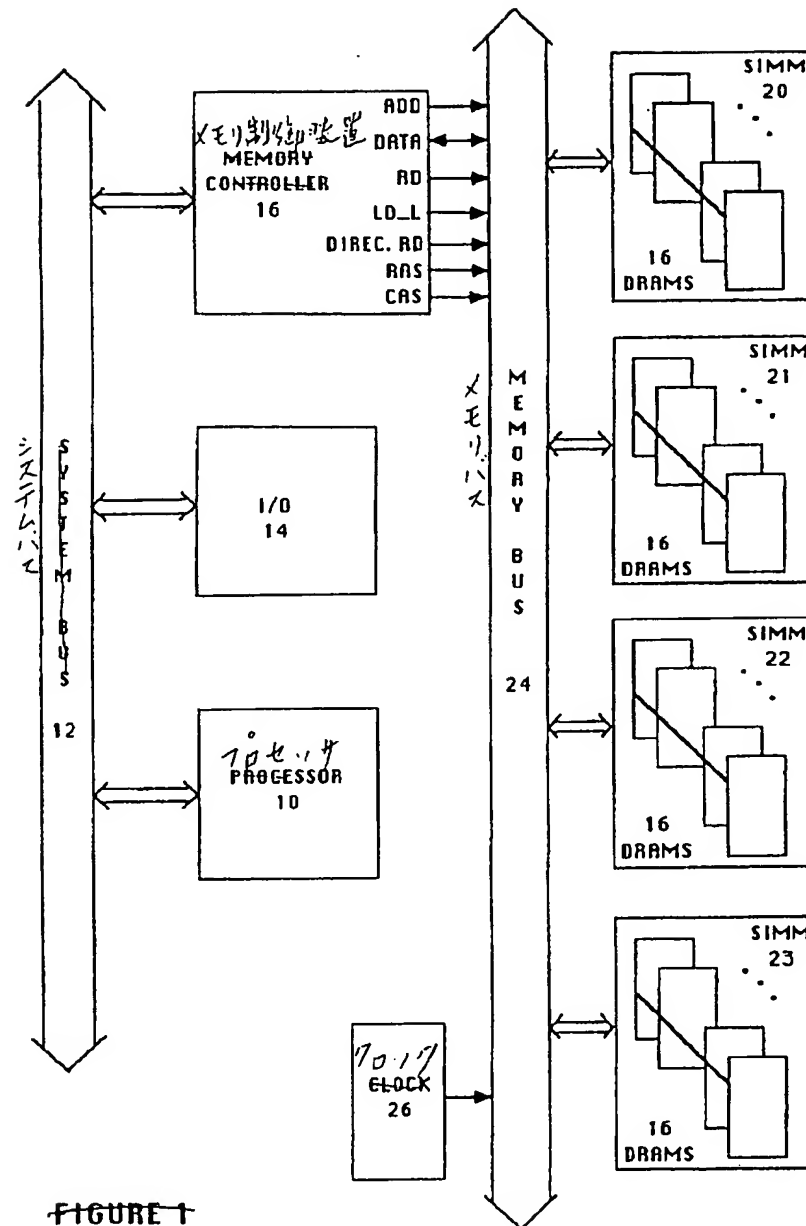 メモリ制御装置
MEMORY
CONTROLLER
16
ADD
DATA
RD
LD_L
DIREC. RD
RAS
CAS
システムバス
SYSTEM BUS
12
I/O
14
プロセッサ
PROCESSOR
10
クロック
CLOCK
26
メモリバス
MEMORY BUS
24
SIMM
20
16
DRAMS
SIMM
21
16
DRAMS
SIMM
22
16
DRAMS
SIMM
23
16
DRAMS
FIGURE 1